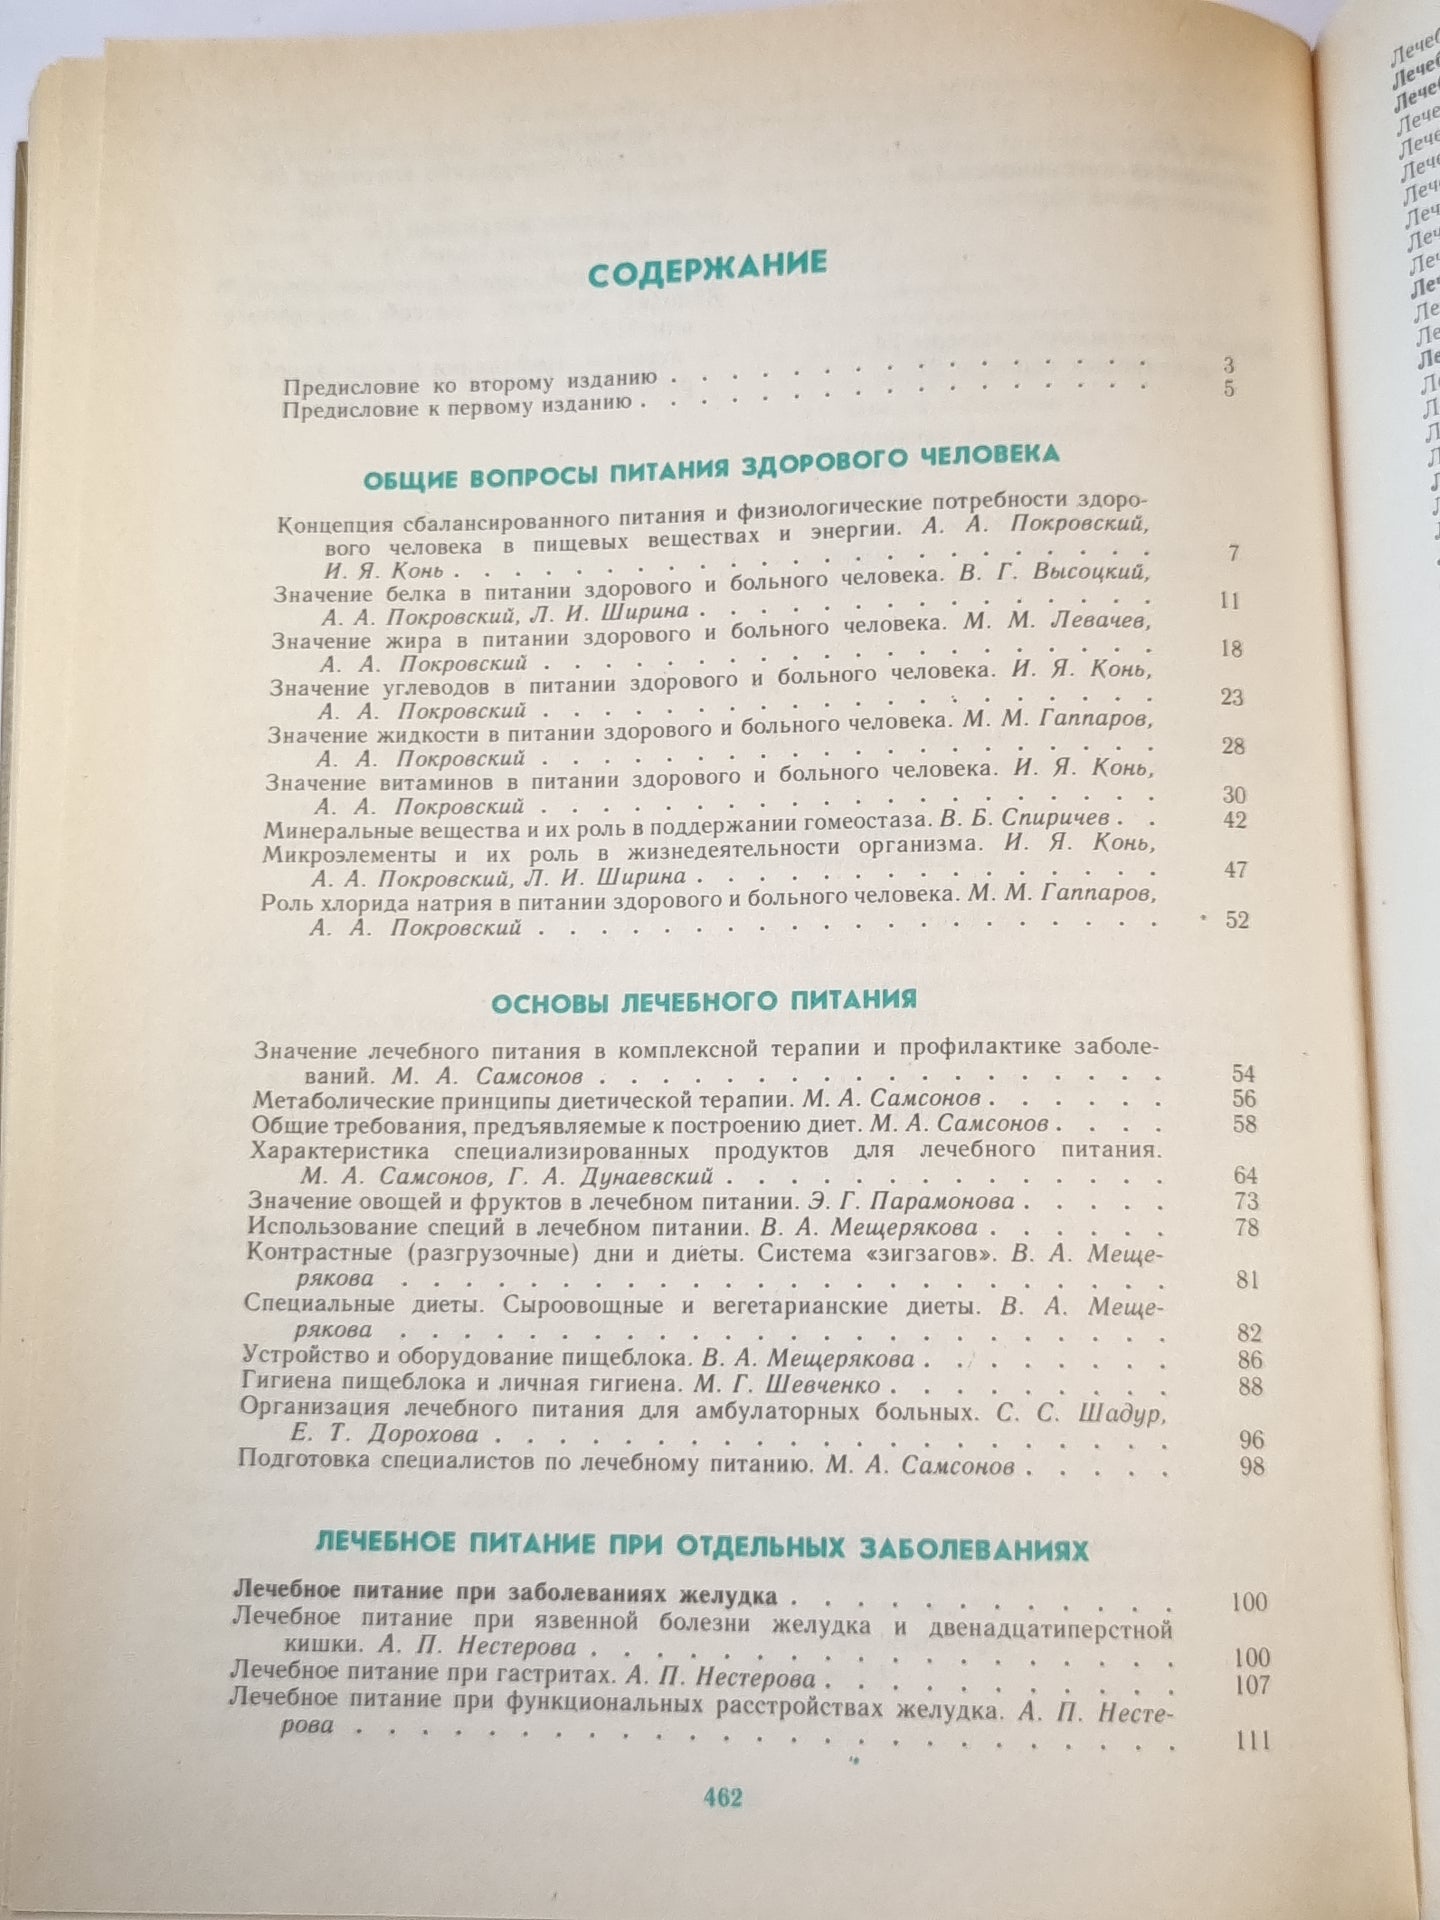 СОДЕРЖАНИЕ
Предисловие ко второму изданию . . . . . . . . . . . . . . . . 3
Предисловие к первому изданию . . . . . . . . . . . . . . . . . 5
ОБЩИЕ ВОПРОСЫ ПИТАНИЯ ЗДОРОВОГО ЧЕЛОВЕКА
Концепция сбалансированного питания и физиологические потребности здоро-
вого человека в пищевых веществах и энергии. А. А. Покровский,
И. Я. Конь . . . . . . . . . . . . . . . . . . . . . . . 7
Значение белка в питании здорового и больного человека. В. Г. Высоцкий,
А. А. Покровский, Л. И. Ширина . . . . . . . . . . . . . . . 11
Значение жира в питании здорового и больного человека. М. М. Левачев,
А. А. Покровский . . . . . . . . . . . . . . . . . . . . 18
Значение углеводов в питании здорового и больного человека. И. Я. Конь,
А. А. Покровский . . . . . . . . . . . . . . . . . . . . 23
Значение жидкости в питании здорового и больного человека. М. М. Гаппаров,
А. А. Покровский . . . . . . . . . . . . . . . . . . . . 28
Значение витаминов в питании здорового и больного человека. И. Я. Конь,
А. А. Покровский . . . . . . . . . . . . . . . . . . . . 30
Минеральные вещества и их роль в поддержании гомеостаза. В. Б. Спиричев . . 42
Микроэлементы и их роль в жизнедеятельности организма. И. Я. Конь,
А. А. Покровский, Л. И. Ширина . . . . . . . . . . . . . . . 47
Роль хлорида натрия в питании здорового и больного человека. М. М. Гаппаров,
А. А. Покровский . . . . . . . . . . . . . . . . . . . . 52
ОСНОВЫ ЛЕЧЕБНОГО ПИТАНИЯ
Значение лечебного питания в комплексной терапии и профилактике заболе-
ваний. М. А. Самсонов . . . . . . . . . . . . . . . . . . 54
Метаболические принципы диетической терапии. М. А. Самсонов . . . . . . 56
Общие требования, предъявляемые к построению диет. М. А. Самсонов . . . . 58
Характеристика специализированных продуктов для лечебного питания.
М. А. Самсонов, Г. А. Дунаевский . . . . . . . . . . . . . . 64
Значение овощей и фруктов в лечебном питании. Э. Г. Парамонова . . . . . 73
Использование специй в лечебном питании. В. А. Мещерякова . . . . . . 78
Контрастные (разгрузочные) дни и диеты. Система «зигзагов». В. А. Меще-
рякова . . . . . . . . . . . . . . . . . . . . . . . . 81
Специальные диеты. Сыроовощные и вегетарианские диеты. В. А. Меще-
рякова . . . . . . . . . . . . . . . . . . . . . . . . 82
Устройство и оборудование пищеблока. В. А. Мещерякова . . . . . . . . 86
Гигиена пищеблока и личная гигиена. М. Г. Шевченко . . . . . . . . . 88
Организация лечебного питания для амбулаторных больных. С. С. Шадур,
Е. Т. Дорохова . . . . . . . . . . . . . . . . . . . . . 96
Подготовка специалистов по лечебному питанию. М. А. Самсонов . . . . . 98
ЛЕЧЕБНОЕ ПИТАНИЕ ПРИ ОТДЕЛЬНЫХ ЗАБОЛЕВАНИЯХ
Лечебное питание при заболеваниях желудка . . . . . . . . . . . . . 100
Лечебное питание при язвенной болезни желудка и двенадцатиперстной
кишки. А. П. Нестерова . . . . . . . . . . . . . . . . . . 100
Лечебное питание при гастритах. А. П. Нестерова . . . . . . . . . . . 107
Лечебное питание при функциональных расстройствах желудка. А. П. Несте-
рова . . . . . . . . . . . . . . . . . . . . . . . . . 111
462